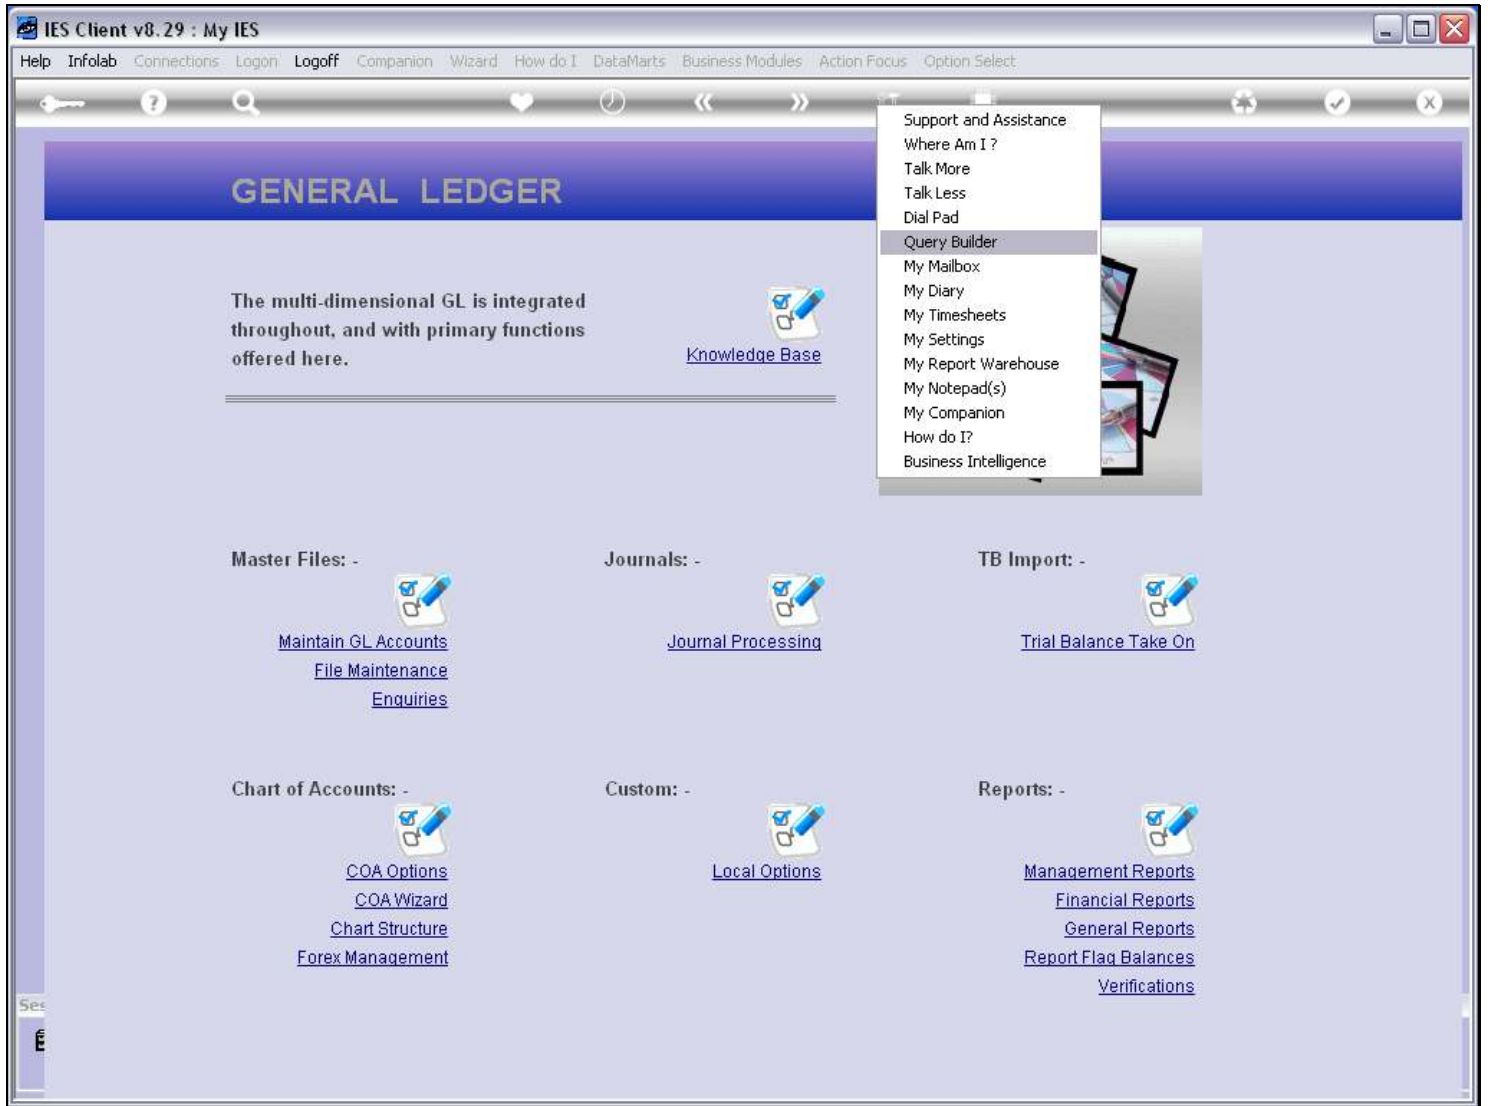 IES Client v8.29 : My IES
Help Infolab Connections Logon Logoff Companion Wizard How do I DataMarts Business Modules Action Focus Option Select
GENERAL LEDGER
Support and Assistance
Where Am I ?
Talk More
Talk Less
Dial Pad
Query Builder
My Mailbox
My Diary
My Timesheets
My Settings
My Report Warehouse
My Notepad(s)
My Companion
How do I?
Business Intelligence
The multi-dimensional GL is integrated
throughout, and with primary functions
offered here.
Knowledge Base
Master Files: -
Maintain GL Accounts
File Maintenance
Enquiries
Journals: -
Journal Processing
TB Import: -
Trial Balance Take On
Chart of Accounts: -
COA Options
COA Wizard
Chart Structure
Forex Management
Custom: -
Local Options
Reports: -
Management Reports
Financial Reports
General Reports
Report Flag Balances
Verifications